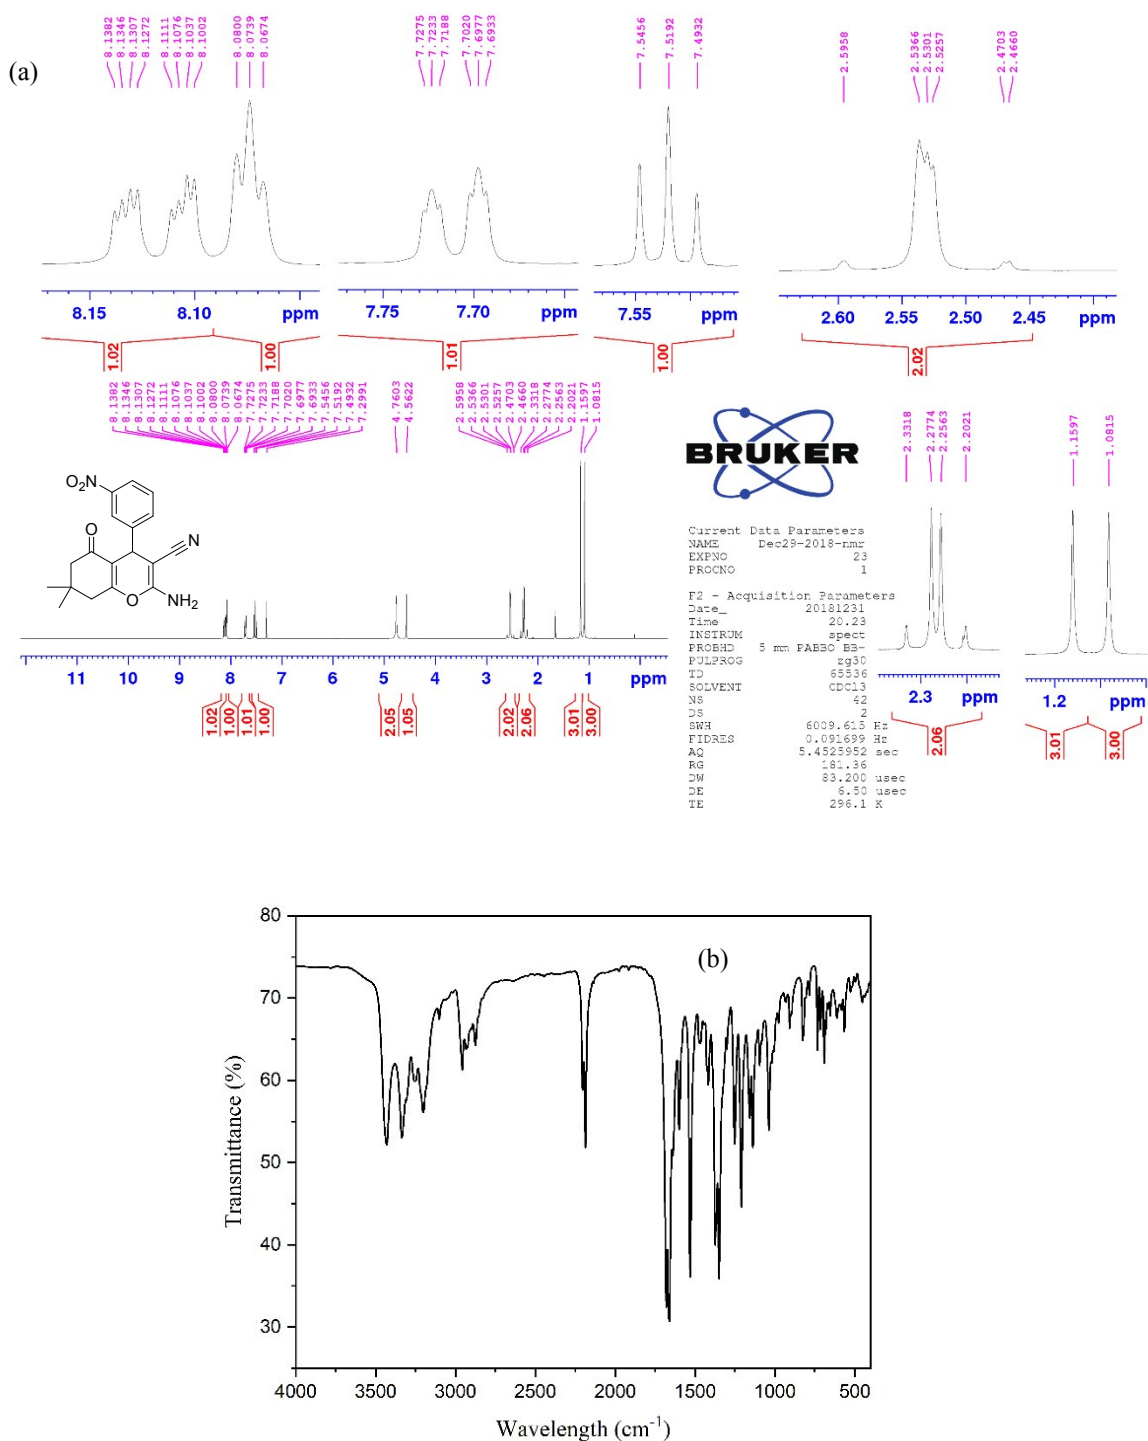 (a)
8.1382
8.1346
8.1307
8.1272
8.1111
8.1076
8.1037
8.1002
8.0800
8.0739
8.0674
7.7275
7.7233
7.7188
7.7020
7.6977
7.6933
7.5456
7.5192
7.4932
2.5958
2.5366
2.5301
2.5257
2.4703
2.4660
8.15 8.10 ppm
7.75 7.70 ppm
7.55 ppm
2.60 2.55 2.50 2.45 ppm
1.02
1.00
1.01
1.00
2.02
8.1382
8.1346
8.1307
8.1272
8.1111
8.1076
8.1037
8.1002
8.0800
8.0739
8.0674
7.7275
7.7233
7.7188
7.7020
7.6977
7.6933
7.5456
7.5192
7.4932
7.2991
4.7603
4.5622
2.5958
2.5366
2.5301
2.5257
2.4703
2.4660
2.3318
2.2774
2.2563
2.2021
1.1597
1.0815
O₂N
O
N
O
NH₂
11 10 9 8 7 6 5 4 3 2 1 ppm
1.02
1.00
1.01
1.00
2.05
1.05
2.02
2.06
3.01
3.00
BRUKER
Current Data Parameters
NAME Dec29-2018-nmr
EXPNO 23
PROCNO 1
F2 - Acquisition Parameters
Date_ 20181231
Time 20.23
INSTRUM spect
PROBHD 5 mm PABBO BB-
PULPROG zg30
TD 65536
SOLVENT CDCl3
NS 42
DS 2
SWH 6009.615 Hz
FIDRES 0.091699 Hz
AQ 5.4525952 sec
RG 181.36
DW 83.200 usec
DE 6.50 usec
TE 296.1 K
2.3318
2.2774
2.2563
2.2021
1.1597
1.0815
2.3 ppm
1.2 ppm
2.06
3.01
3.00
(b)
80
70
60
50
40
30
Transmittance (%)
4000 3500 3000 2500 2000 1500 1000 500
Wavelength (cm⁻¹)